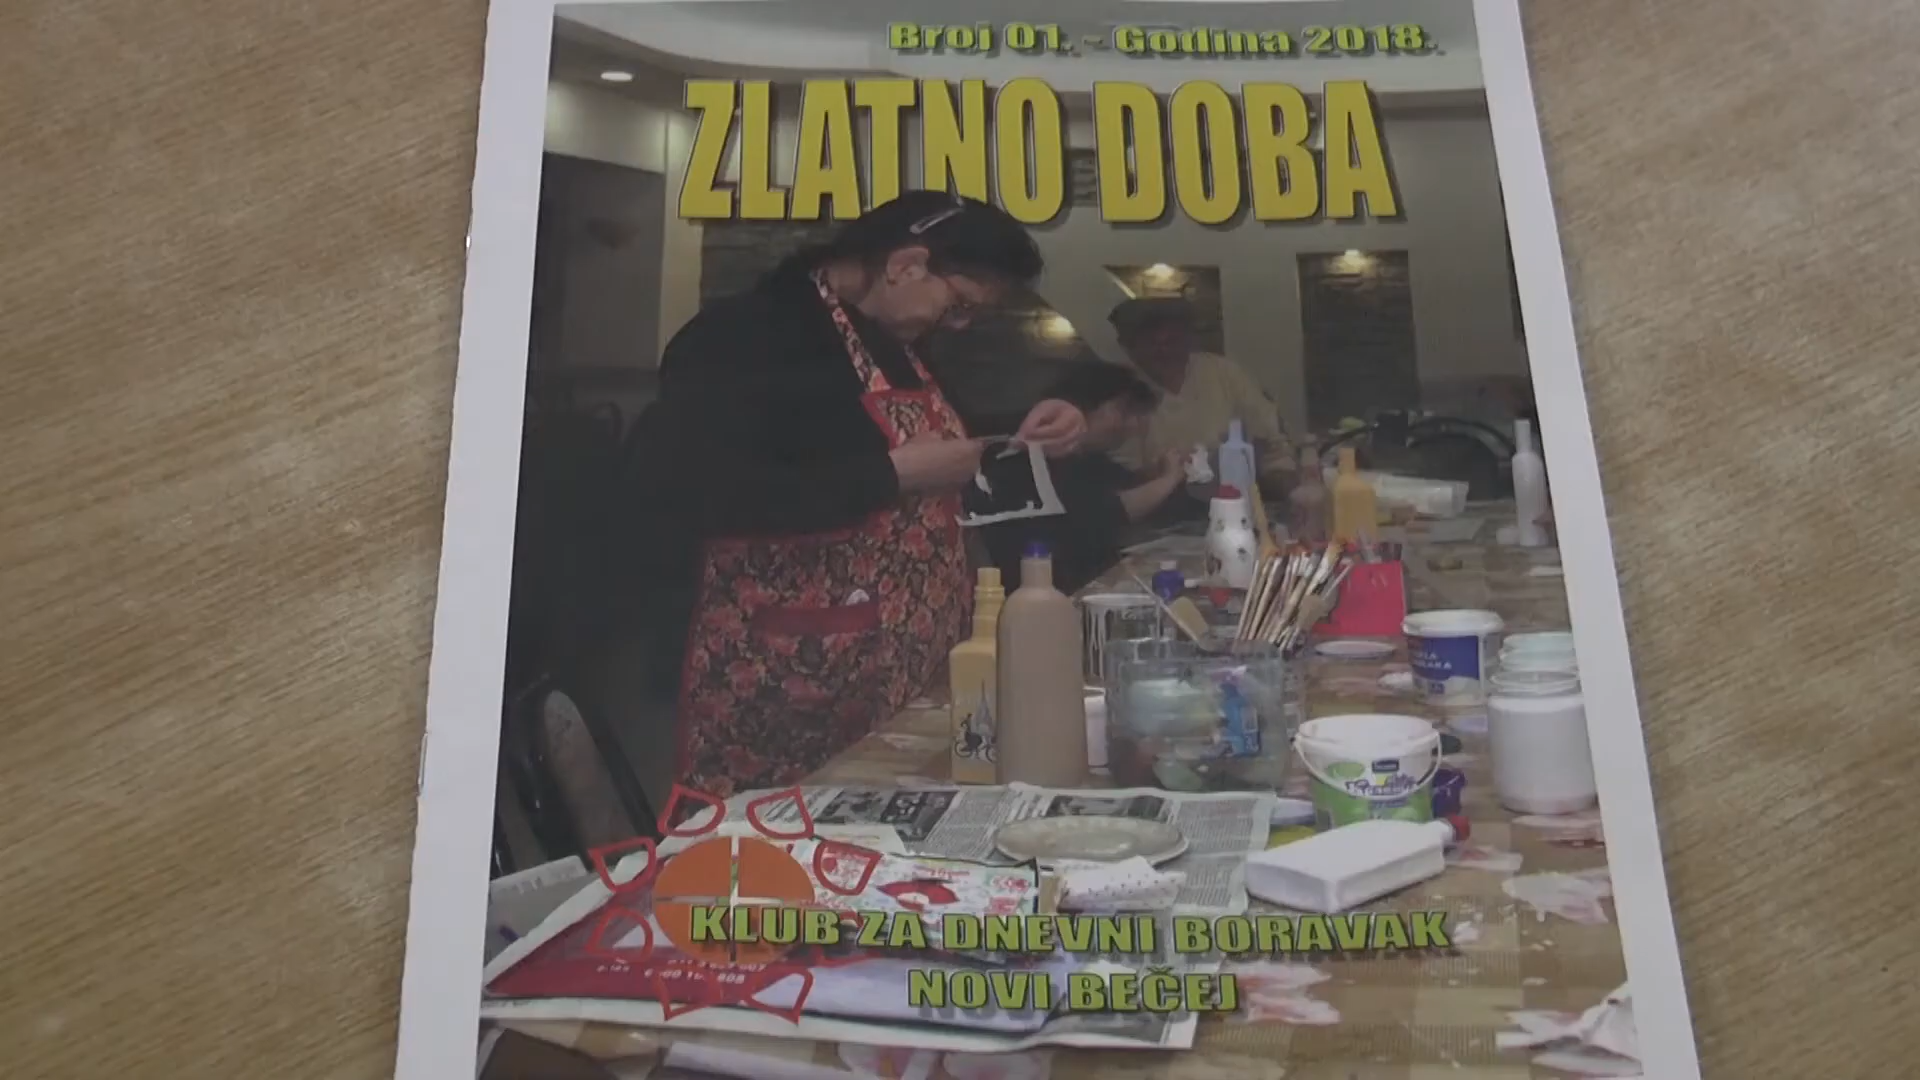 Broj 01. - Godina 2018.
ZLATNO DOBA
KLUB ZA DNEVNI BORAVAK
NOVI BEČEJ